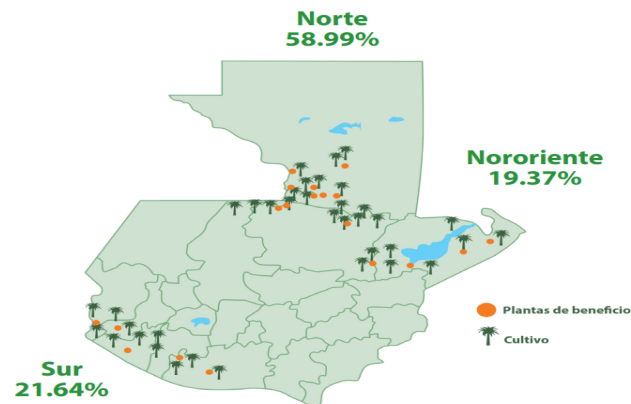 Norte
58.99%
Nororiente
19.37%
Plantas de beneficio
Cultivo
Sur
21.64%